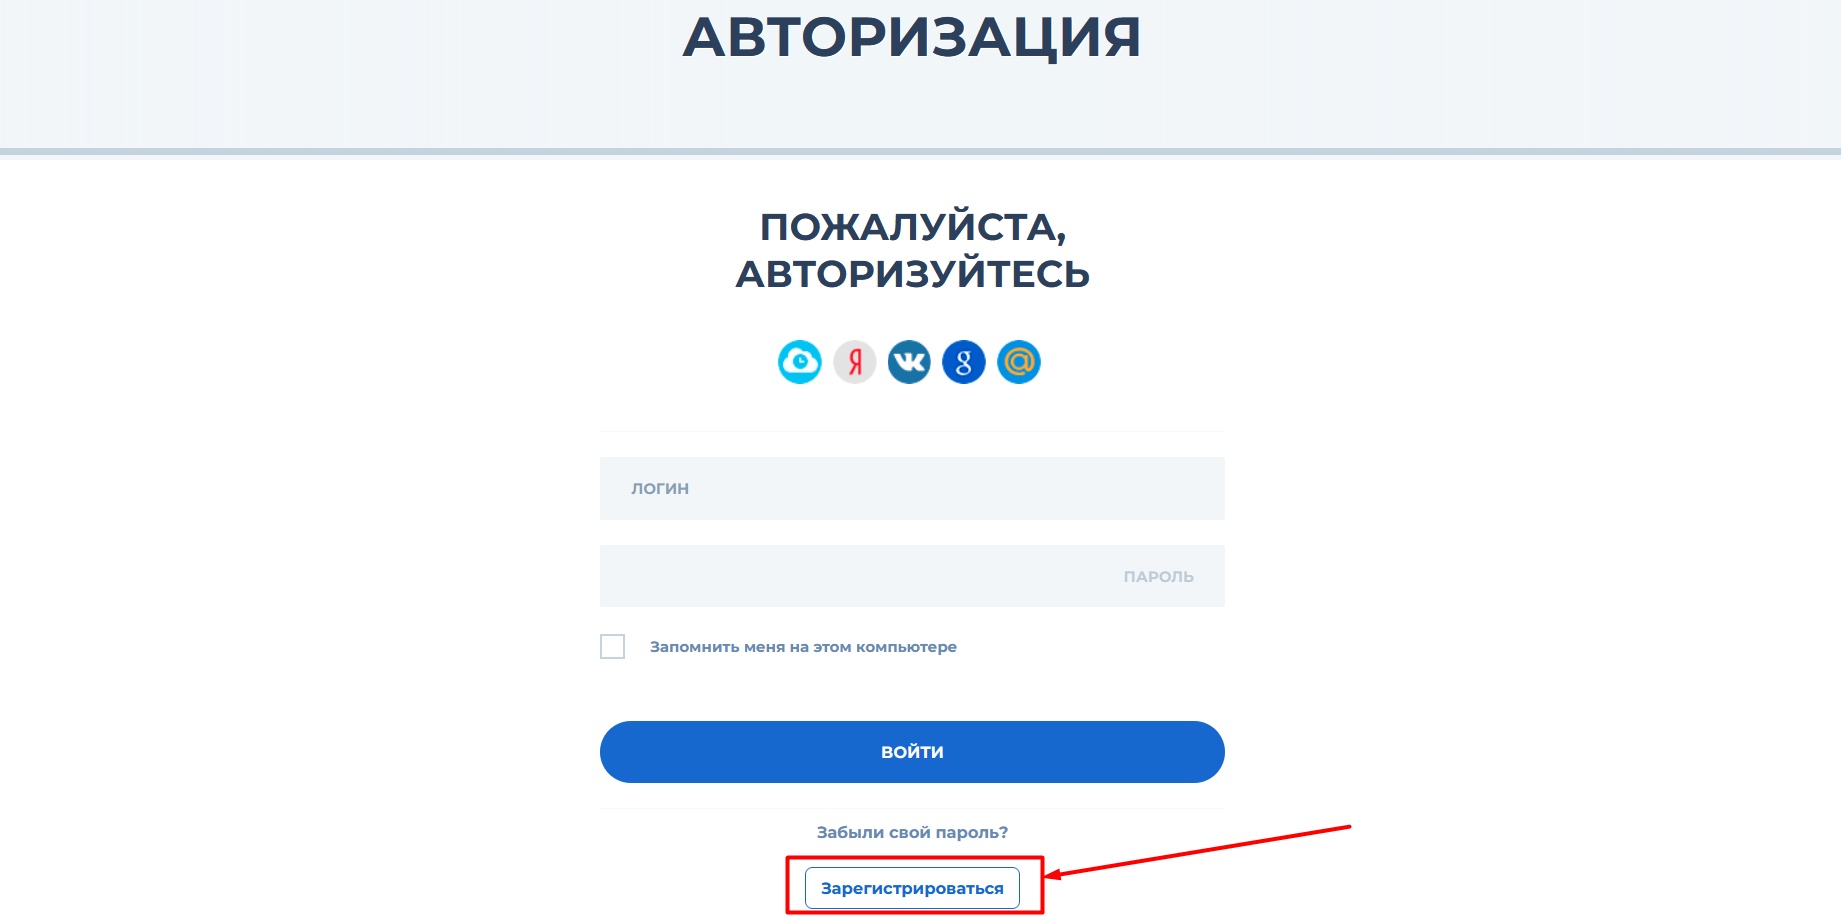 АВТОРИЗАЦИЯ
ПОЖАЛУЙСТА,
АВТОРИЗУЙТЕСЬ
Я
g
@
ЛОГИН
ПАРОЛЬ
Запомнить меня на этом компьютере
ВОЙТИ
Забыли свой пароль?
Зарегистрироваться